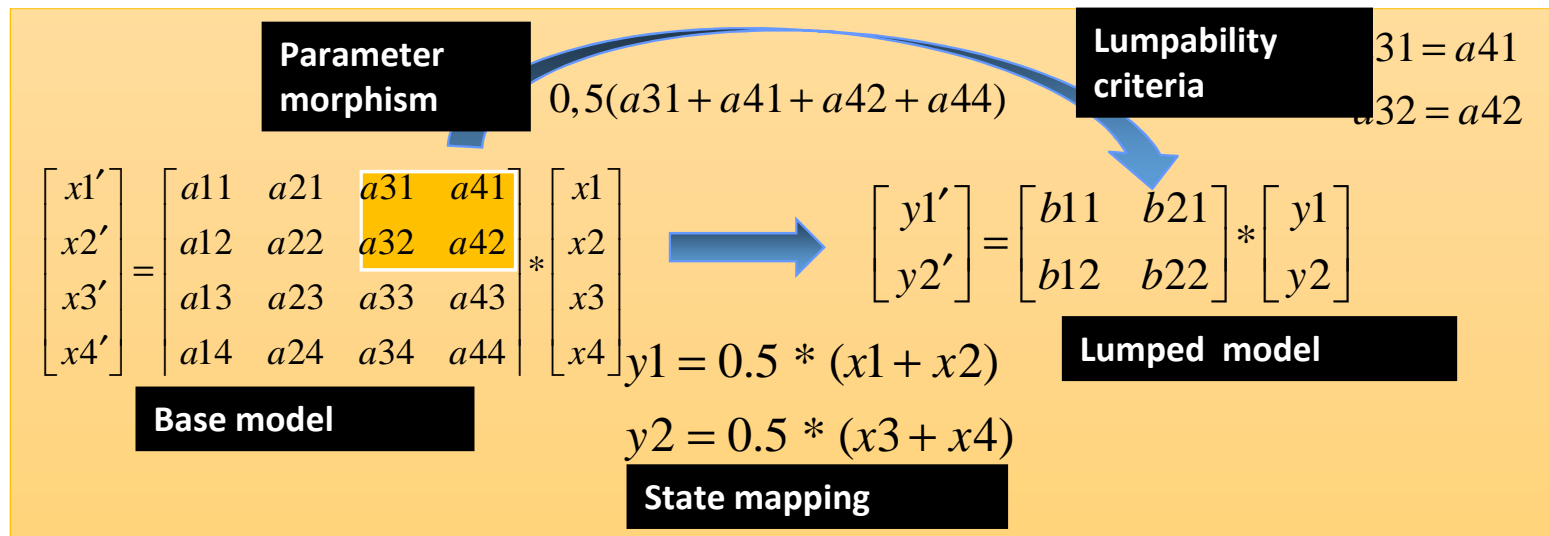 Parameter
morphism
0,5(a31 + a41 + a42 + a44)
Lumpability
criteria
31 = a41
a32 = a42
[x1′] = [a11 a21 a31 a41] * [x1]
[x2′] [a12 a22 a32 a42] [x2]
[x3′] [a13 a23 a33 a43] [x3]
[x4′] [a14 a24 a34 a44] [x4]
[y1′] = [b11 b21] * [y1]
[y2′] [b12 b22] [y2]
Base model
y1 = 0.5 * (x1 + x2)
y2 = 0.5 * (x3 + x4)
Lumped model
State mapping